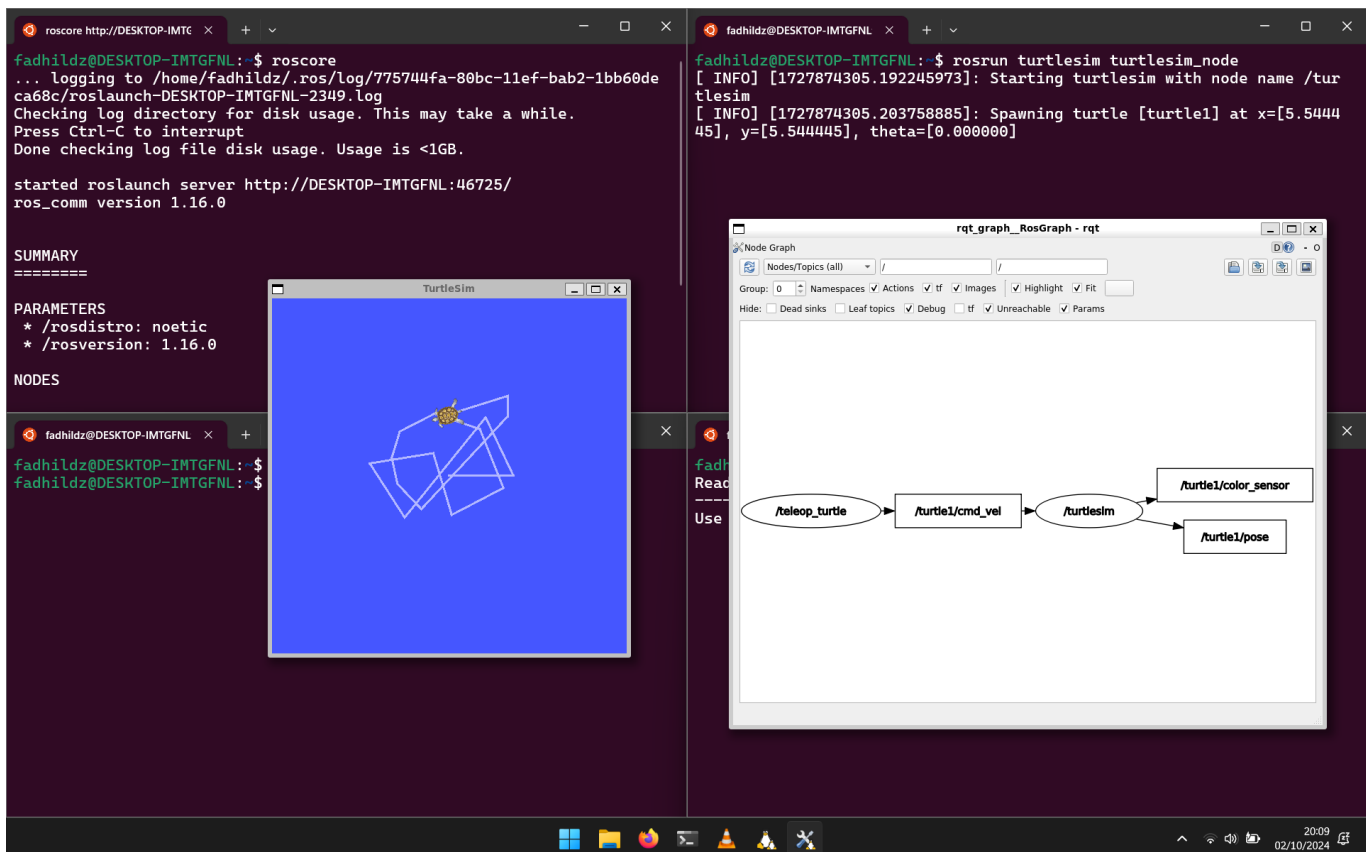 roscore http://DESKTOP-IMTG
fadhildz@DESKTOP-IMTGFNL:~$ roscore
... logging to /home/fadhildz/.ros/log/775744fa-80bc-11ef-bab2-1bb60de
ca68c/roslaunch-DESKTOP-IMTGFNL-2349.log
Checking log directory for disk usage. This may take a while.
Press Ctrl-C to interrupt
Done checking log file disk usage. Usage is <1GB.
started roslaunch server http://DESKTOP-IMTGFNL:46725/
ros_comm version 1.16.0
SUMMARY
========
PARAMETERS
* /rosdistro: noetic
* /rosversion: 1.16.0
NODES
fadhildz@DESKTOP-IMTGFNL
fadhildz@DESKTOP-IMTGFNL:~$ rosrun turtlesim turtlesim_node
[ INFO] [1727874305.192245973]: Starting turtlesim with node name /tur
tlesim
[ INFO] [1727874305.203758885]: Spawning turtle [turtle1] at x=[5.5444
45], y=[5.544445], theta=[0.000000]
TurtleSim
fadhildz@DESKTOP-IMTGFNL
fadhildz@DESKTOP-IMTGFNL:~$
fadhildz@DESKTOP-IMTGFNL:~$
f
fadh
Read
----
Use
rqt_graph__RosGraph - rqt
Node Graph
D - O
Nodes/Topics (all) / /
Group: 0 Namespaces Actions tf Images Highlight Fit
Hide: Dead sinks Leaf topics Debug tf Unreachable Params
/teleop_turtle
/turtle1/cmd_vel
/turtlesim
/turtle1/color_sensor
/turtle1/pose
20:09
02/10/2024